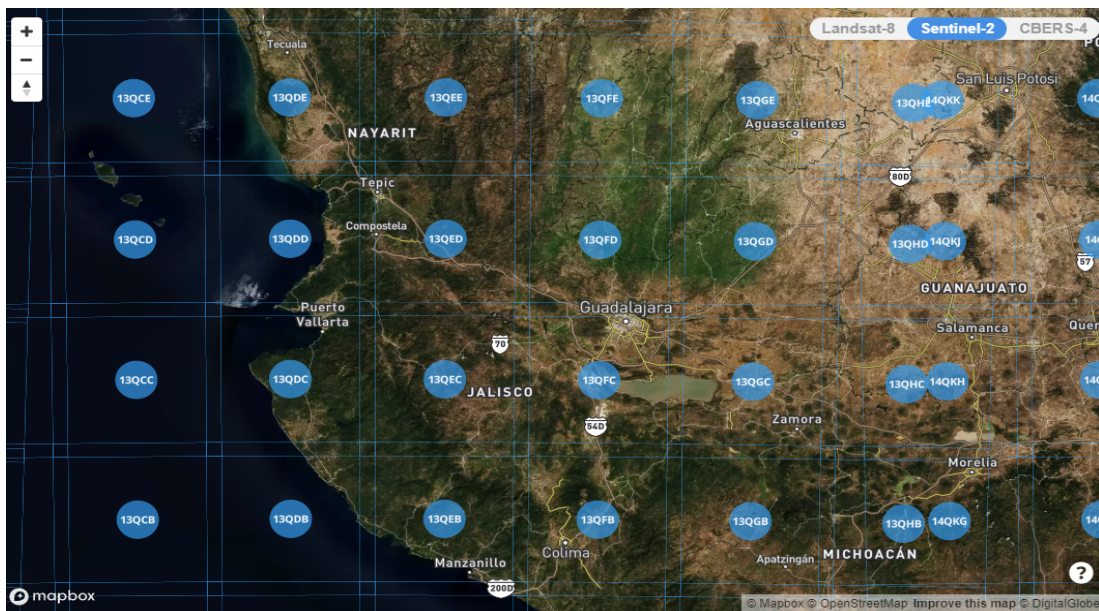 +
−
Landsat-8 Sentinel-2 CBERS-4
Tecuala
San Luis Potosi
13QCE 13QDE 13QEE 13QFE 13QGE 14QKK
NAYARIT
Aguascalientes
80D
Tepic
Compostela
13QCD 13QDD 13QED 13QFD 13QGD 13QHD 14QKJ
57
GUANAJUATO
Puerto
Vallarta
Guadalajara
Salamanca
70
13QCC 13QDC 13QEC 13QFC 13QGC 13QHC 14QKH
JALISCO
54D
Zamora
Morelia
13QCB 13QDB 13QEB 13QFB 13QGB 13QHB 14QKG
Colima
MICHOACÁN
Manzanillo
Apatzingán
?
200D
mapbox
© Mapbox © OpenStreetMap Improve this map © DigitalGlobe